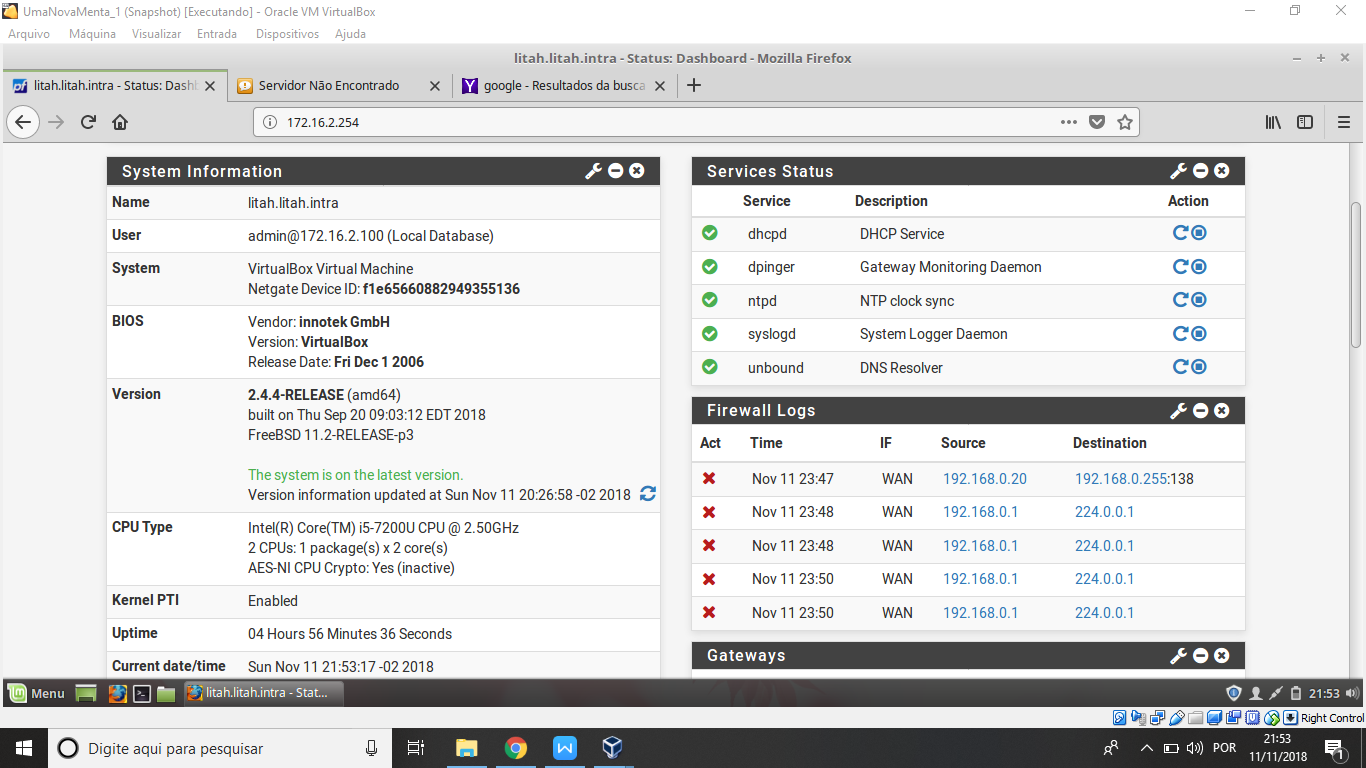 UmaNovaMenta_1 (Snapshot) [Executando] - Oracle VM VirtualBox
Arquivo Máquina Visualizar Entrada Dispositivos Ajuda
litah.litah.intra - Status: Dashboard - Mozilla Firefox
litah.litah.intra - Status: Dashb
Servidor Não Encontrado
google - Resultados da busca
172.16.2.254
System Information
Name litah.litah.intra
User admin@172.16.2.100 (Local Database)
System VirtualBox Virtual Machine
Netgate Device ID: f1e65660882949355136
BIOS Vendor: innotek GmbH
Version: VirtualBox
Release Date: Fri Dec 1 2006
Version 2.4.4-RELEASE (amd64)
built on Thu Sep 20 09:03:12 EDT 2018
FreeBSD 11.2-RELEASE-p3
The system is on the latest version.
Version information updated at Sun Nov 11 20:26:58 -02 2018
CPU Type Intel(R) Core(TM) i5-7200U CPU @ 2.50GHz
2 CPUs: 1 package(s) x 2 core(s)
AES-NI CPU Crypto: Yes (inactive)
Kernel PTI Enabled
Uptime 04 Hours 56 Minutes 36 Seconds
Current date/time Sun Nov 11 21:53:17 -02 2018
Services Status
Service Description Action
dhcpd DHCP Service
dpinger Gateway Monitoring Daemon
ntpd NTP clock sync
syslogd System Logger Daemon
unbound DNS Resolver
Firewall Logs
Act Time IF Source Destination
Nov 11 23:47 WAN 192.168.0.20 192.168.0.255:138
Nov 11 23:48 WAN 192.168.0.1 224.0.0.1
Nov 11 23:48 WAN 192.168.0.1 224.0.0.1
Nov 11 23:50 WAN 192.168.0.1 224.0.0.1
Nov 11 23:50 WAN 192.168.0.1 224.0.0.1
Gateways
Menu
litah.litah.intra - Stat...
21:53
Right Control
Digite aqui para pesquisar
POR
21:53
11/11/2018
1